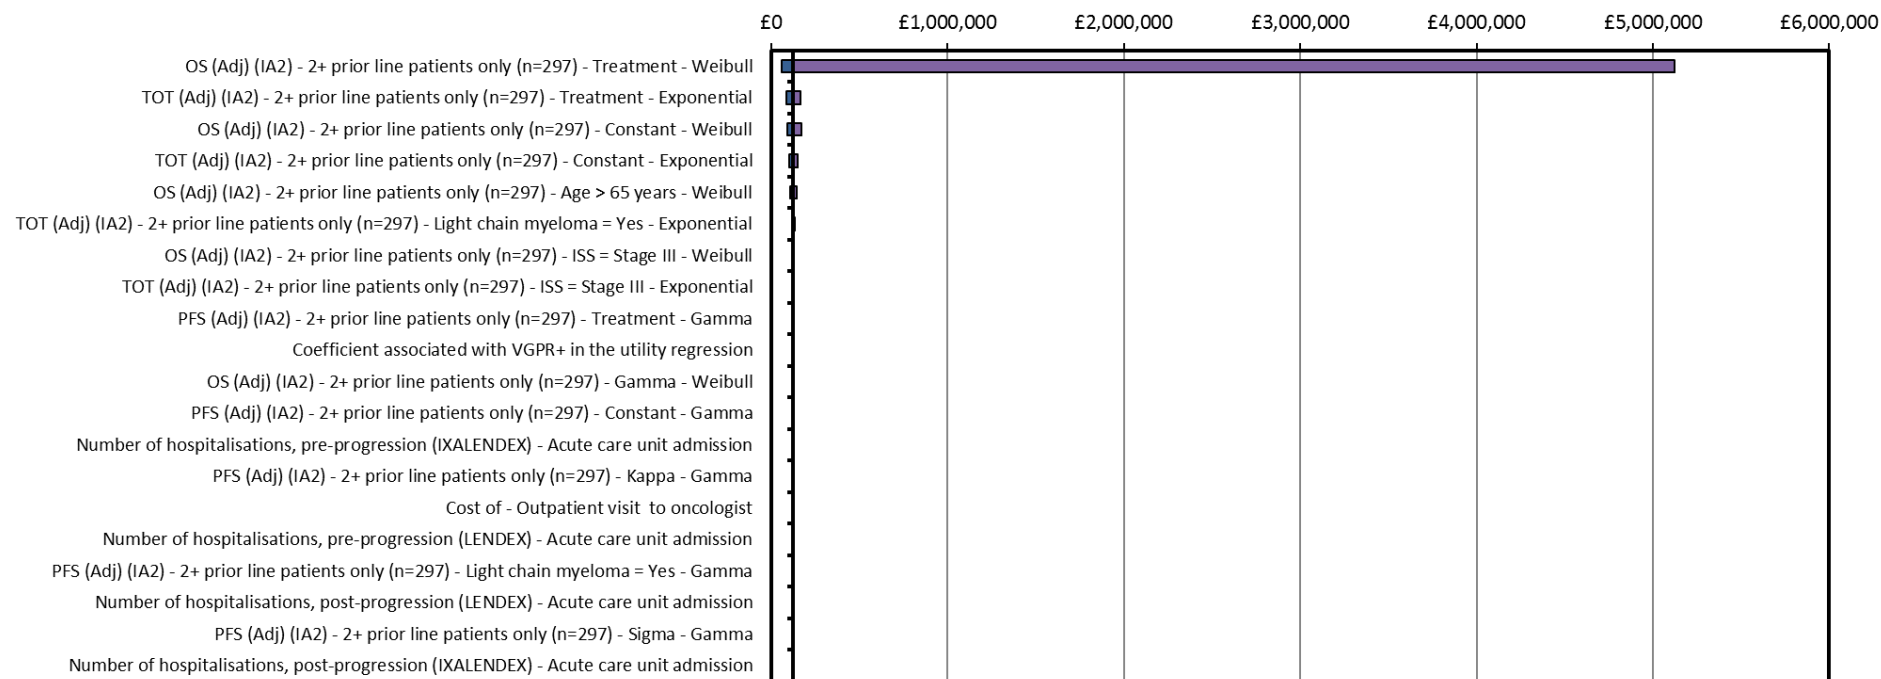 £0 £1,000,000 £2,000,000 £3,000,000 £4,000,000 £5,000,000 £6,000,000
OS (Adj) (IA2) - 2+ prior line patients only (n=297) - Treatment - Weibull
TOT (Adj) (IA2) - 2+ prior line patients only (n=297) - Treatment - Exponential
OS (Adj) (IA2) - 2+ prior line patients only (n=297) - Constant - Weibull
TOT (Adj) (IA2) - 2+ prior line patients only (n=297) - Constant - Exponential
OS (Adj) (IA2) - 2+ prior line patients only (n=297) - Age > 65 years - Weibull
TOT (Adj) (IA2) - 2+ prior line patients only (n=297) - Light chain myeloma = Yes - Exponential
OS (Adj) (IA2) - 2+ prior line patients only (n=297) - ISS = Stage III - Weibull
TOT (Adj) (IA2) - 2+ prior line patients only (n=297) - ISS = Stage III - Exponential
PFS (Adj) (IA2) - 2+ prior line patients only (n=297) - Treatment - Gamma
Coefficient associated with VGPR+ in the utility regression
OS (Adj) (IA2) - 2+ prior line patients only (n=297) - Gamma - Weibull
PFS (Adj) (IA2) - 2+ prior line patients only (n=297) - Constant - Gamma
Number of hospitalisations, pre-progression (IXALENDEX) - Acute care unit admission
PFS (Adj) (IA2) - 2+ prior line patients only (n=297) - Kappa - Gamma
Cost of - Outpatient visit  to oncologist
Number of hospitalisations, pre-progression (LENDEX) - Acute care unit admission
PFS (Adj) (IA2) - 2+ prior line patients only (n=297) - Light chain myeloma = Yes - Gamma
Number of hospitalisations, post-progression (LENDEX) - Acute care unit admission
PFS (Adj) (IA2) - 2+ prior line patients only (n=297) - Sigma - Gamma
Number of hospitalisations, post-progression (IXALENDEX) - Acute care unit admission